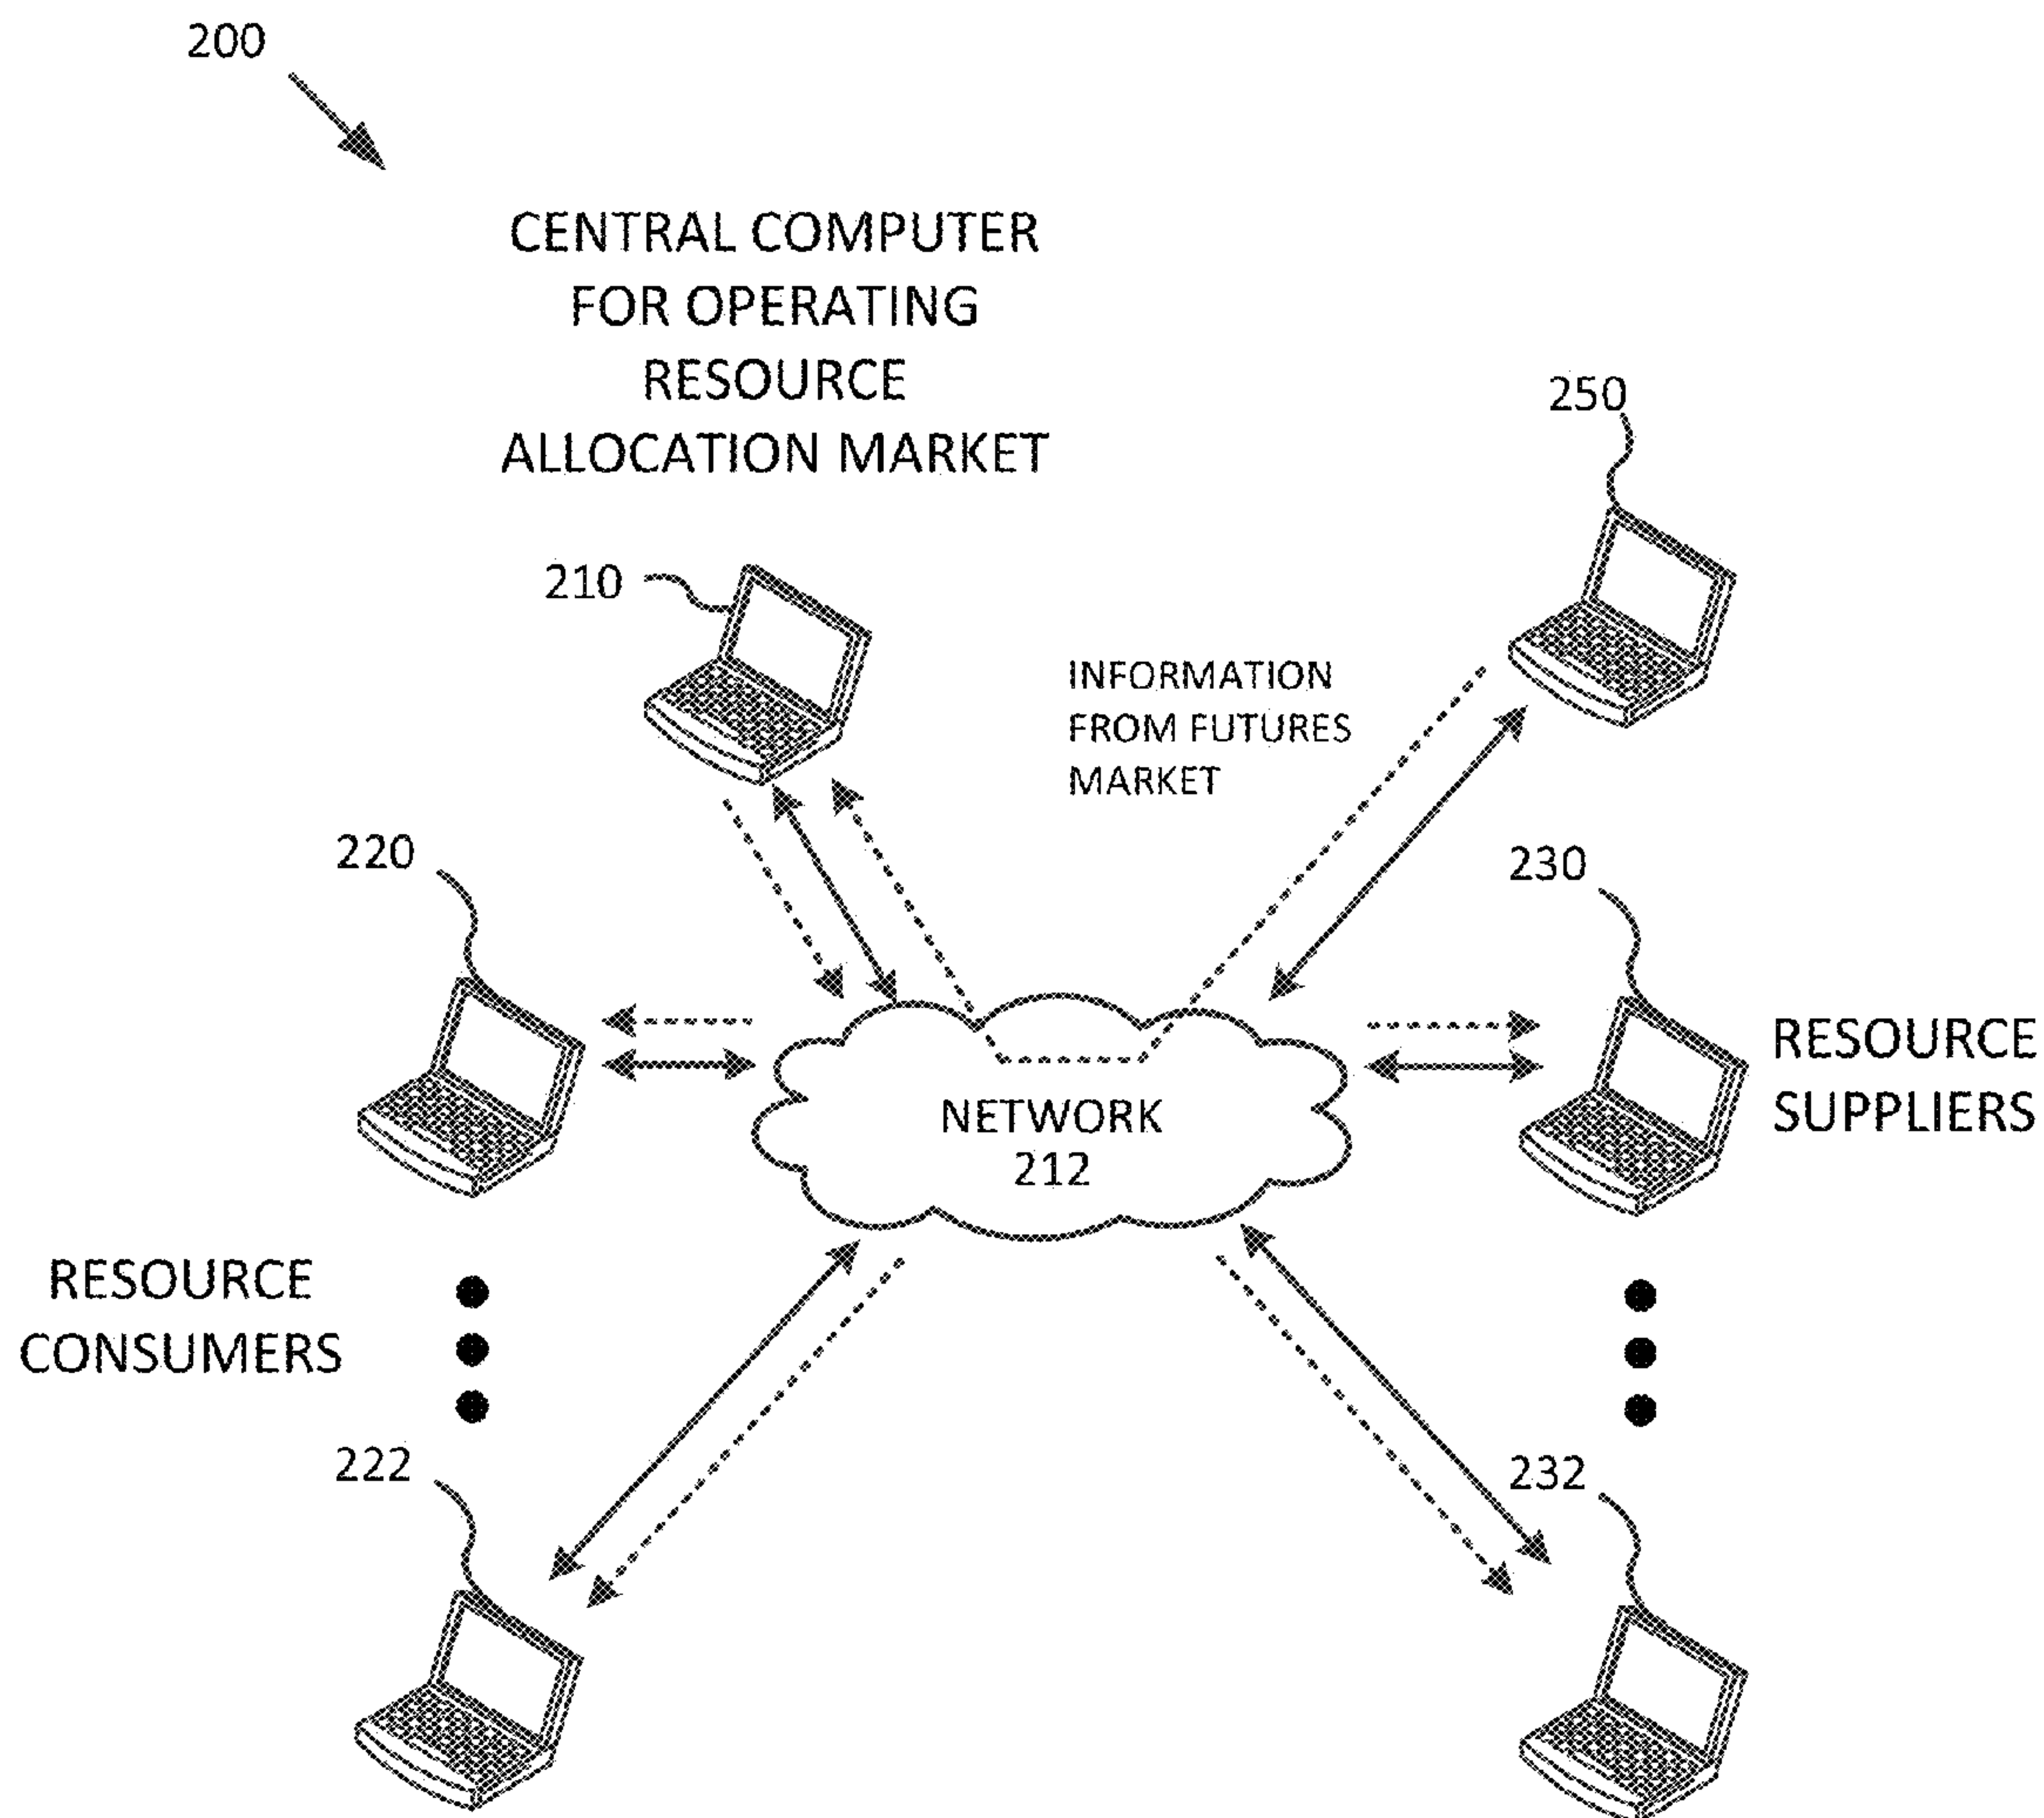 200
CENTRAL COMPUTER
FOR OPERATING
RESOURCE
ALLOCATION MARKET
250
210
INFORMATION
FROM FUTURES
MARKET
220
230
RESOURCE
SUPPLIERS
NETWORK
212
RESOURCE
CONSUMERS
222
232